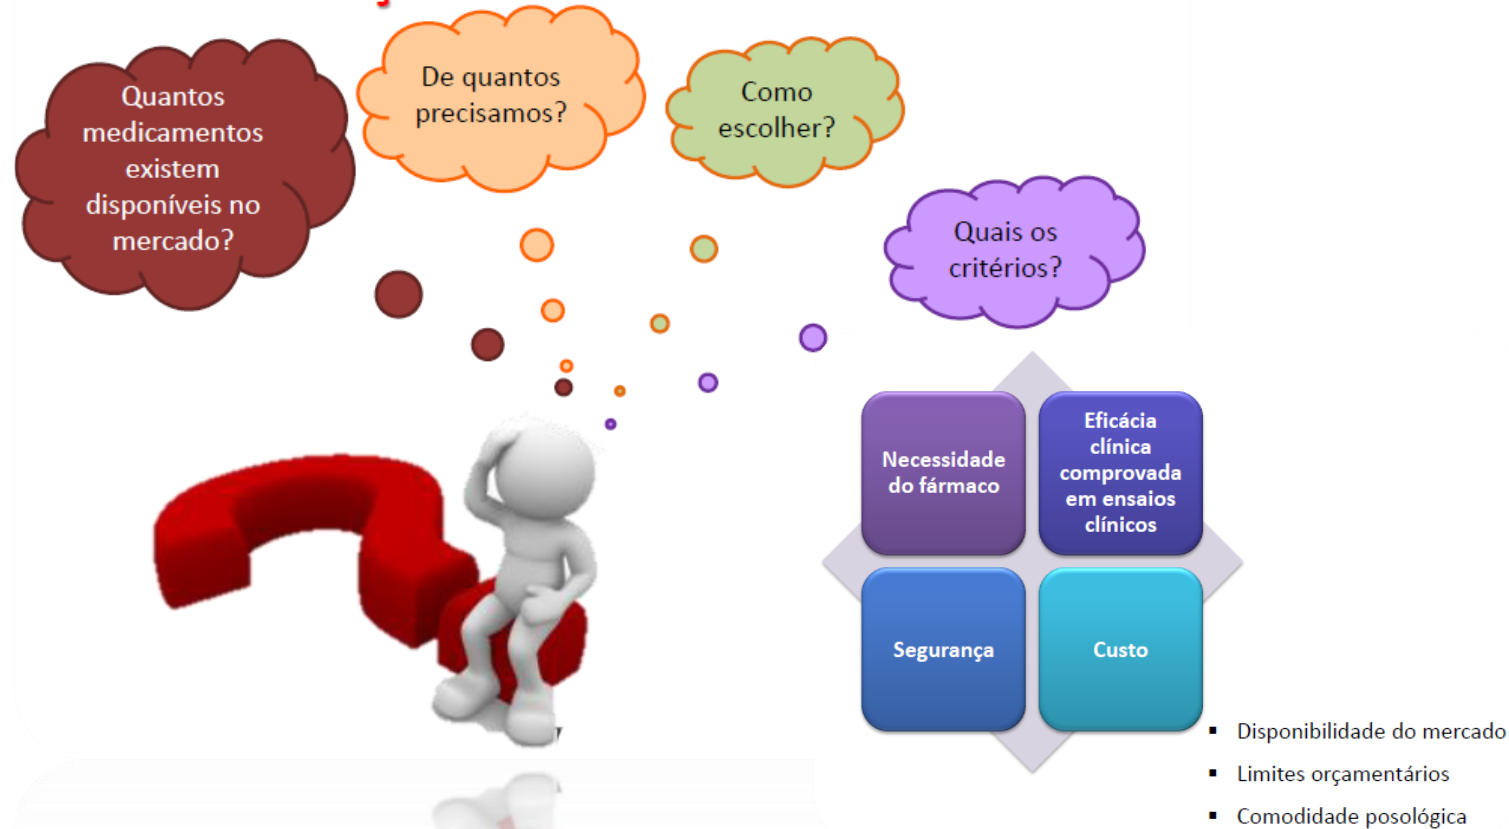 Quantos
medicamentos
existem
disponíveis no
mercado?
De quantos
precisamos?
Como
escolher?
Quais os
critérios?
Necessidade
do fármaco
Eficácia
clínica
comprovada
em ensaios
clínicos
Segurança
Custo
▪ Disponibilidade do mercado
▪ Limites orçamentários
▪ Comodidade posológica